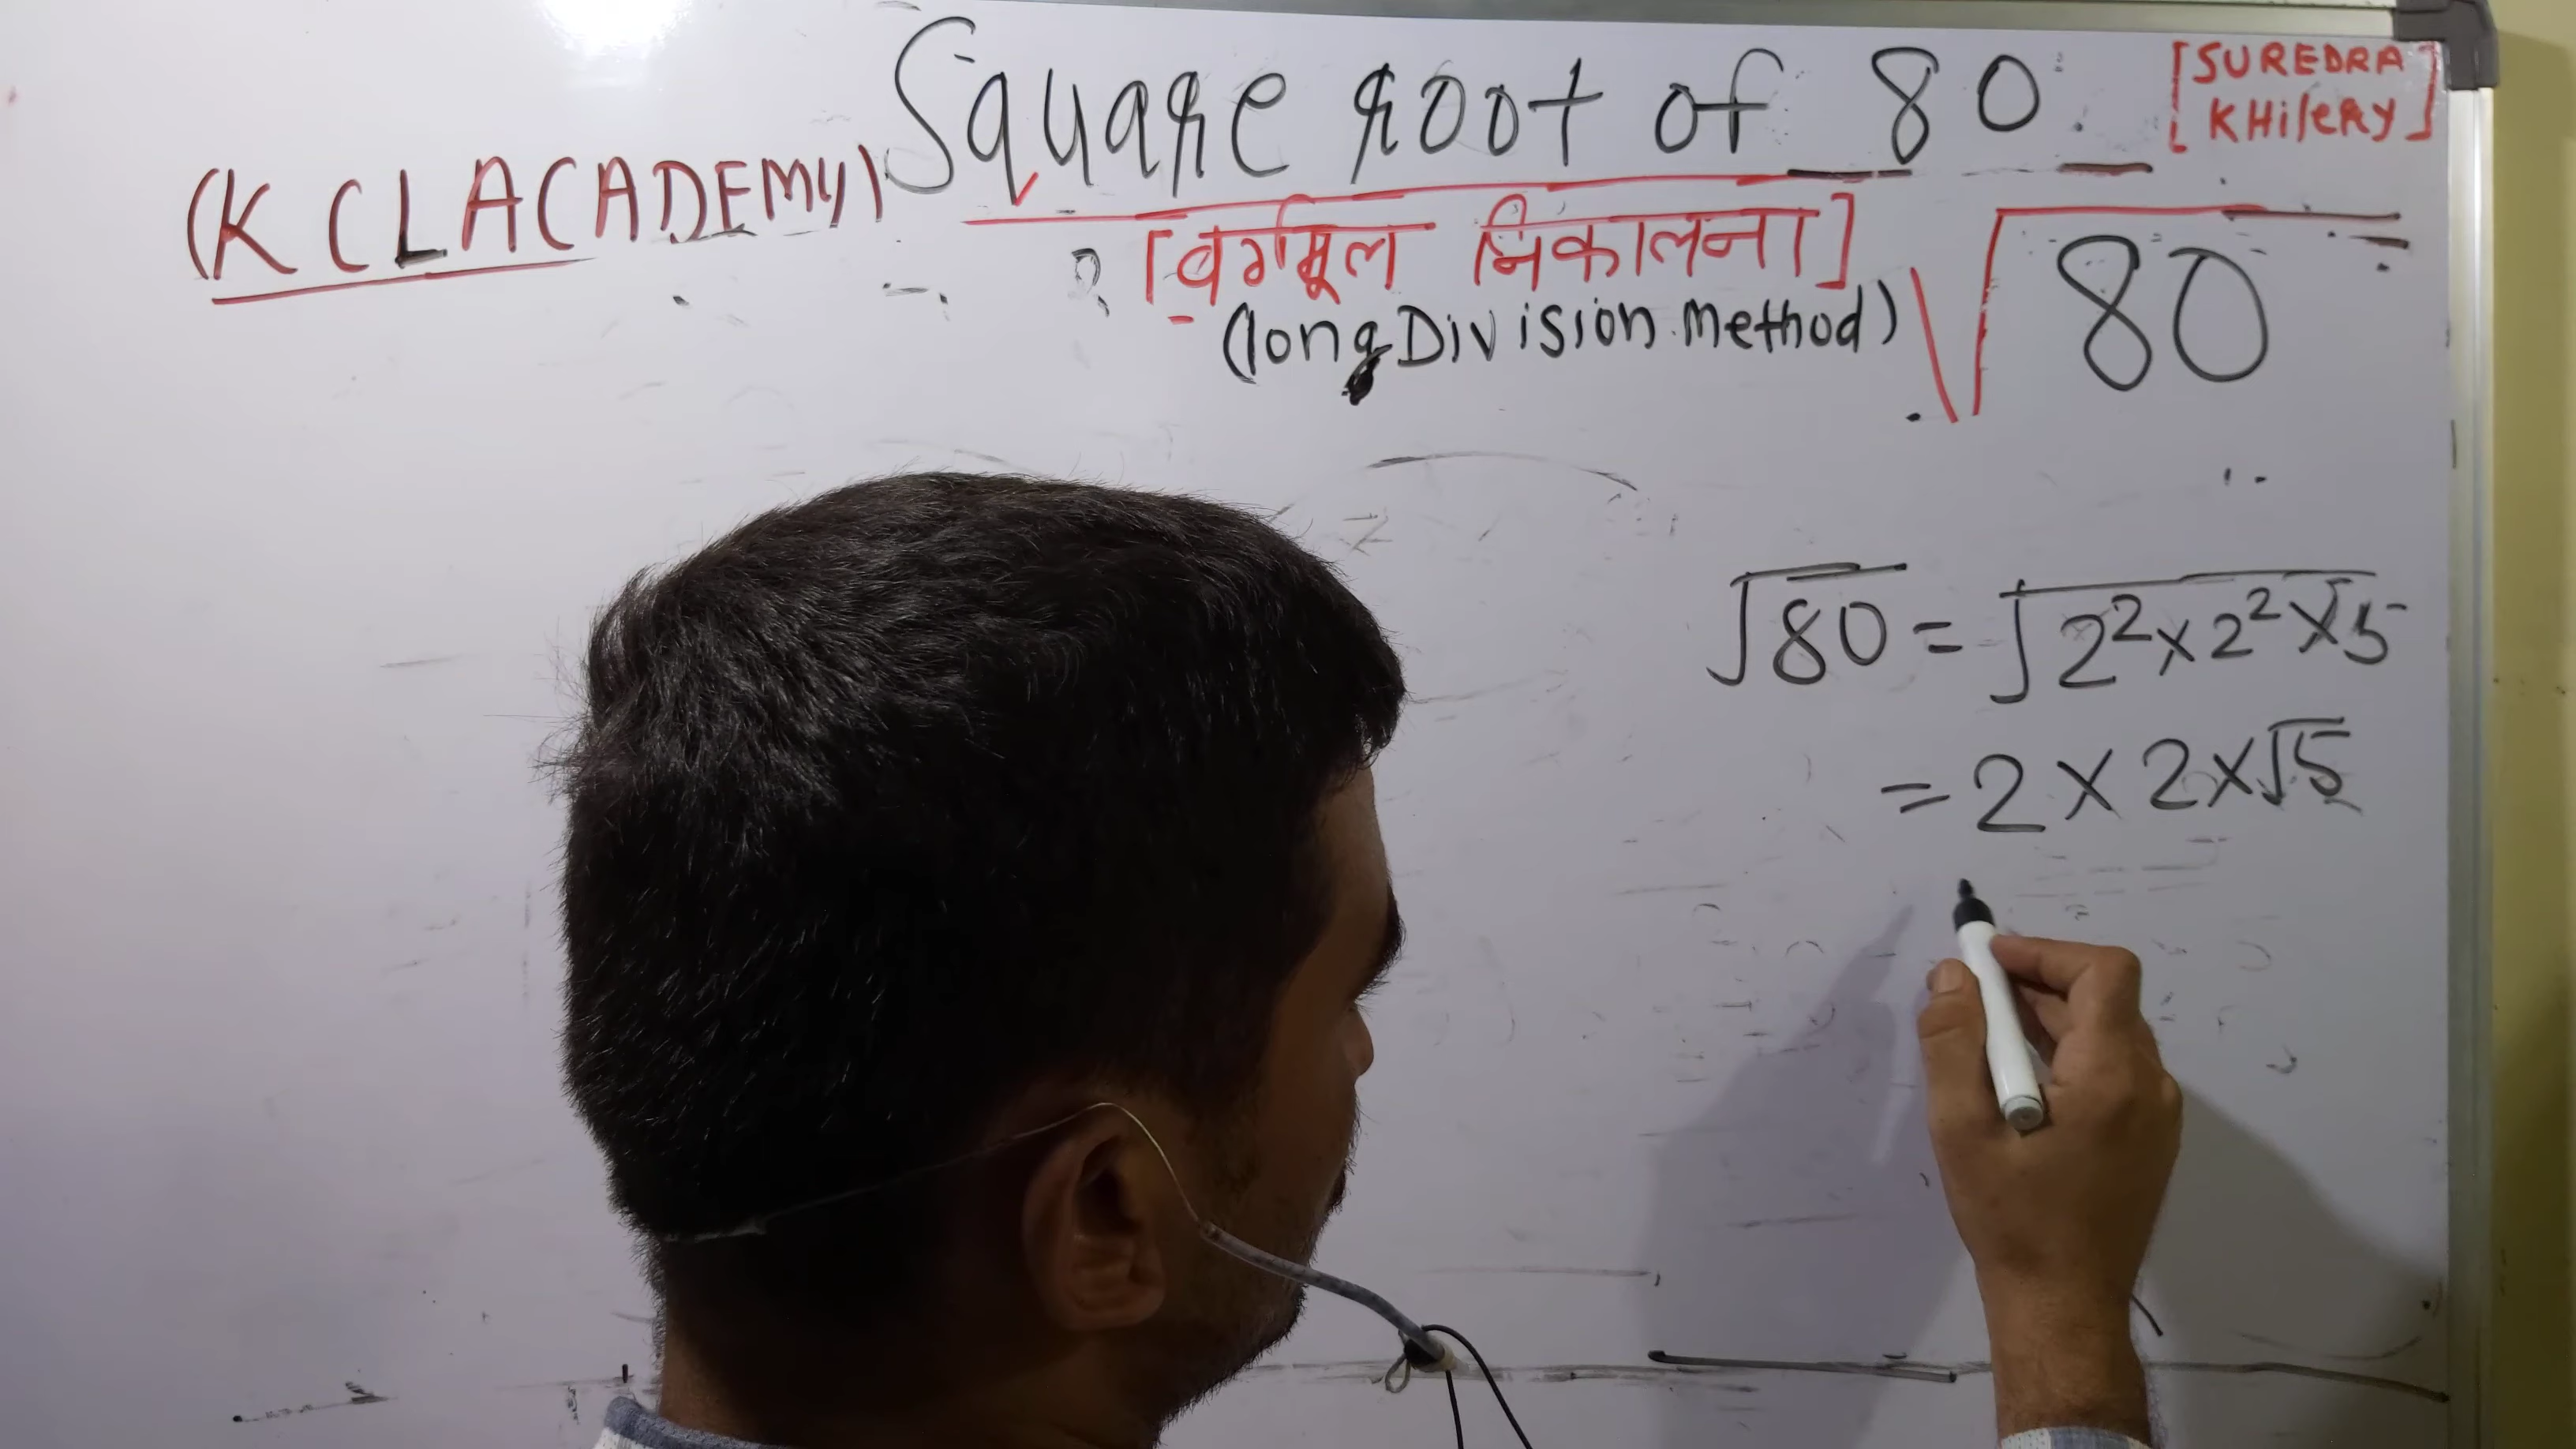 Square root of 80
[SUREDRA
KHileRy]
(KCLACADEMY)
[वर्गमूल निकालना]
(long Division Method)
√80
√80 = √2²×2²×√5
= 2 × 2 × √5